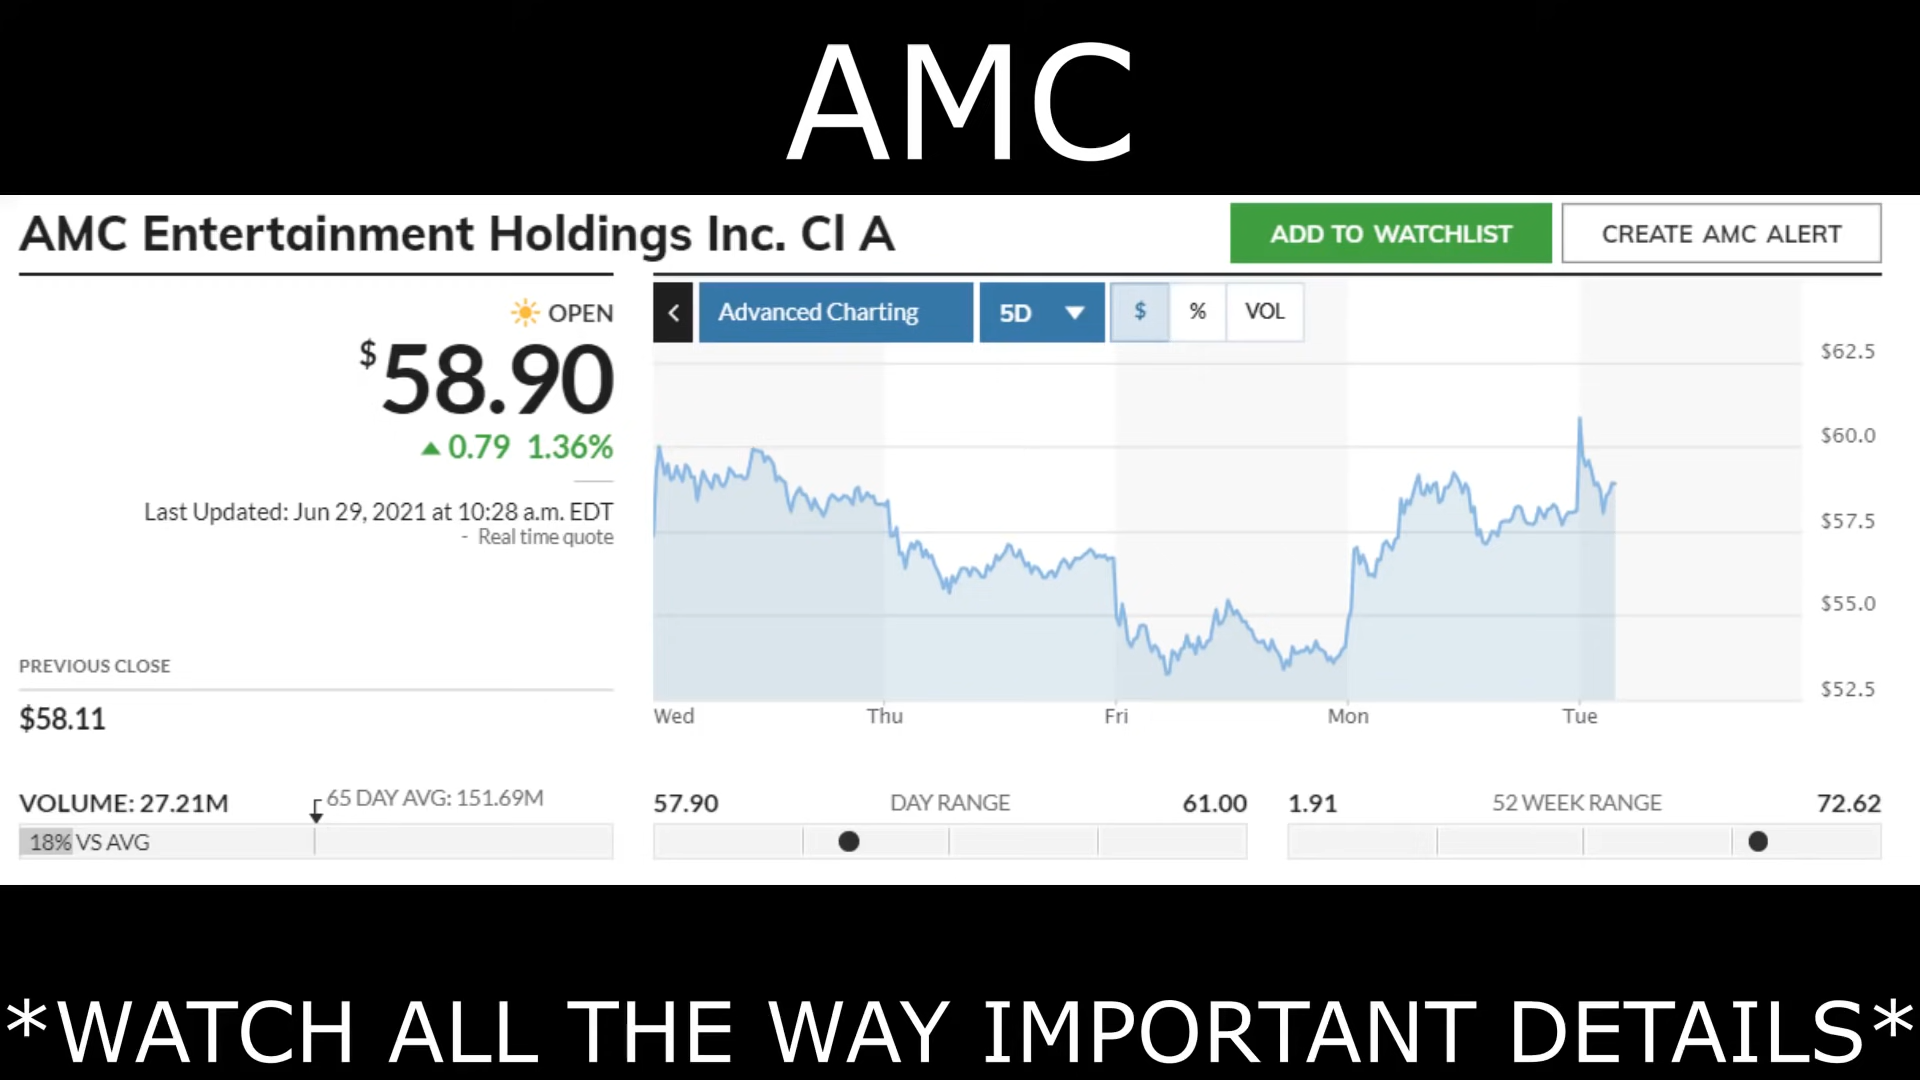 AMC
AMC Entertainment Holdings Inc. Cl A
ADD TO WATCHLIST
CREATE AMC ALERT
OPEN
$58.90
0.79 1.36%
Last Updated: Jun 29, 2021 at 10:28 a.m. EDT
- Real time quote
PREVIOUS CLOSE
$58.11
VOLUME: 27.21M
65 DAY AVG: 151.69M
18% VS AVG
Advanced Charting
5D
$
%
VOL
$62.5
$60.0
$57.5
$55.0
$52.5
Wed Thu Fri Mon Tue
57.90 DAY RANGE 61.00
1.91 52 WEEK RANGE 72.62
*WATCH ALL THE WAY IMPORTANT DETAILS*